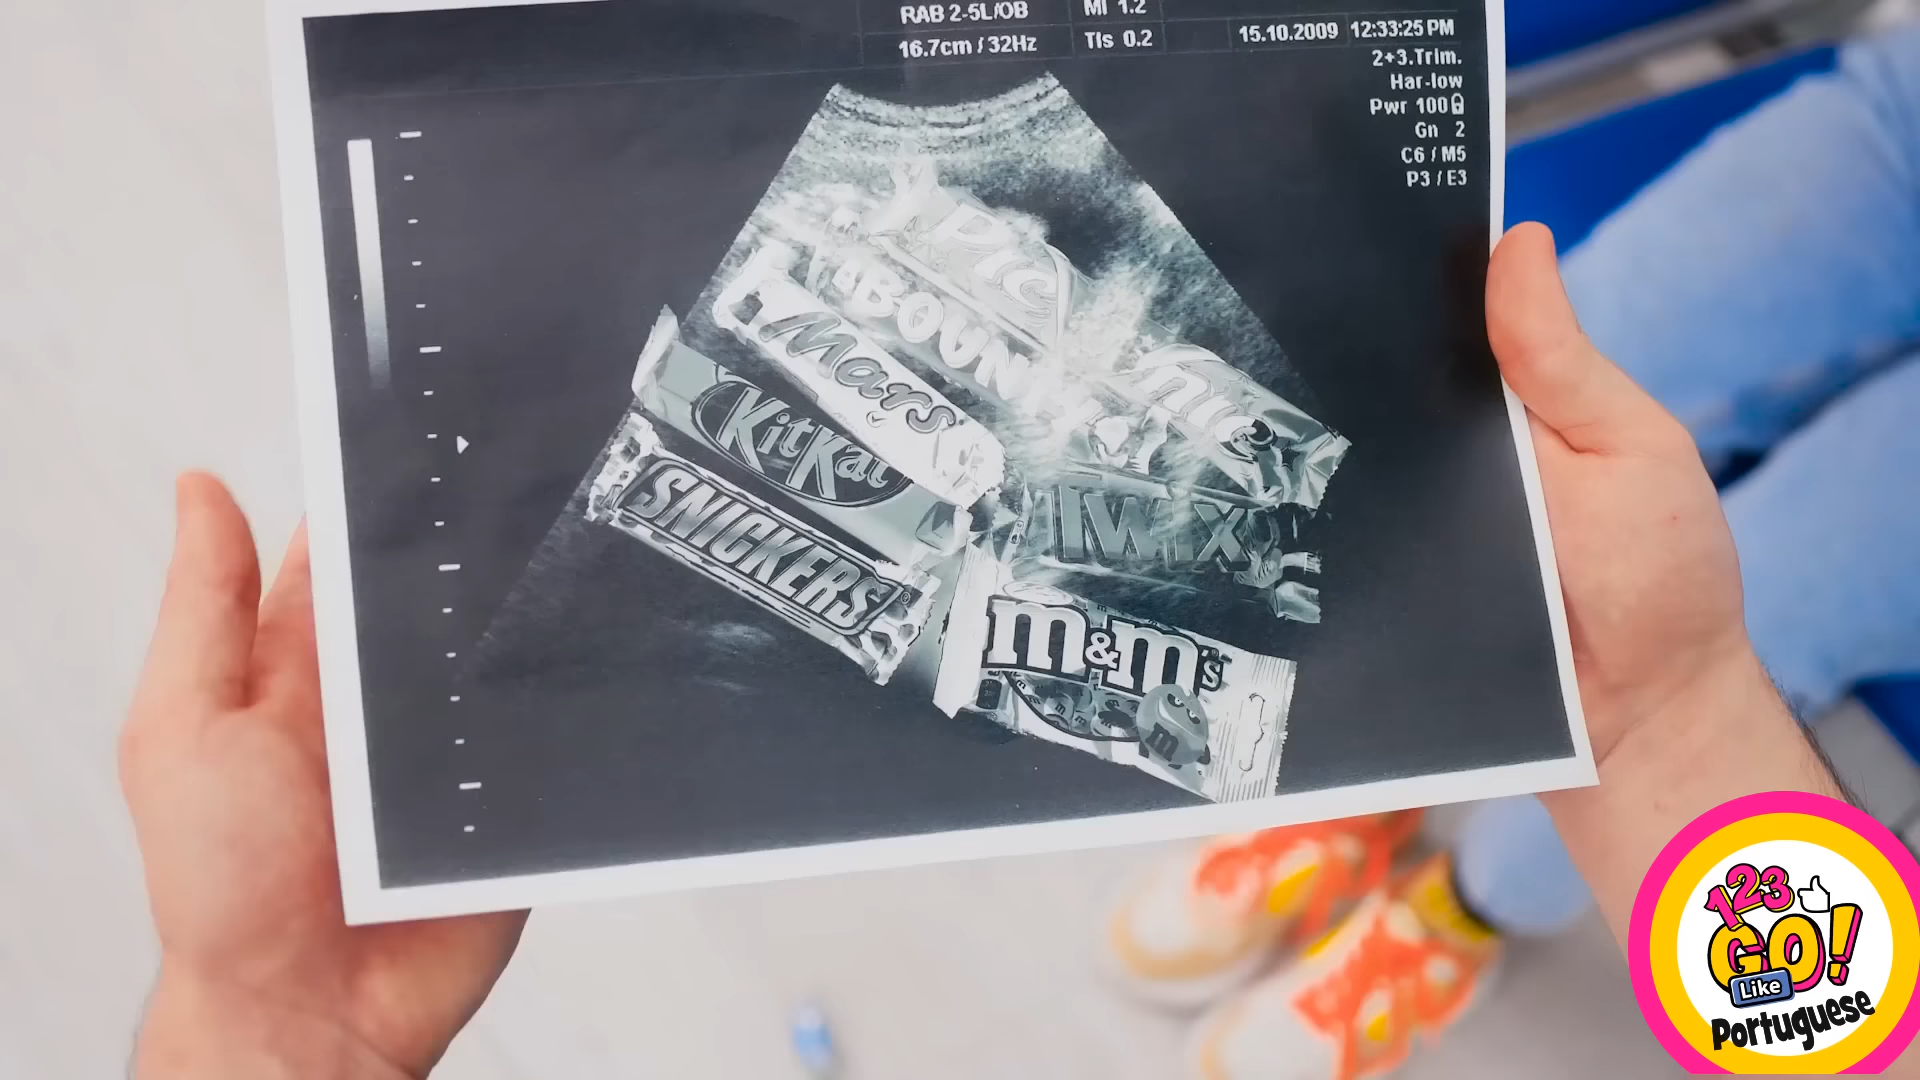 RAB 2-5L/OB
MI 1.2
16.7cm / 32Hz
TIs 0.2
15.10.2009 12:33:25 PM
2+3.Trim.
Har-low
Pwr 100
Gn 2
C6 / M5
P3 / E3
Picnic
BOUNTY
Mars
KitKat
Twix
SNICKERS
m&m's
m
123
GO!
Like
Portuguese